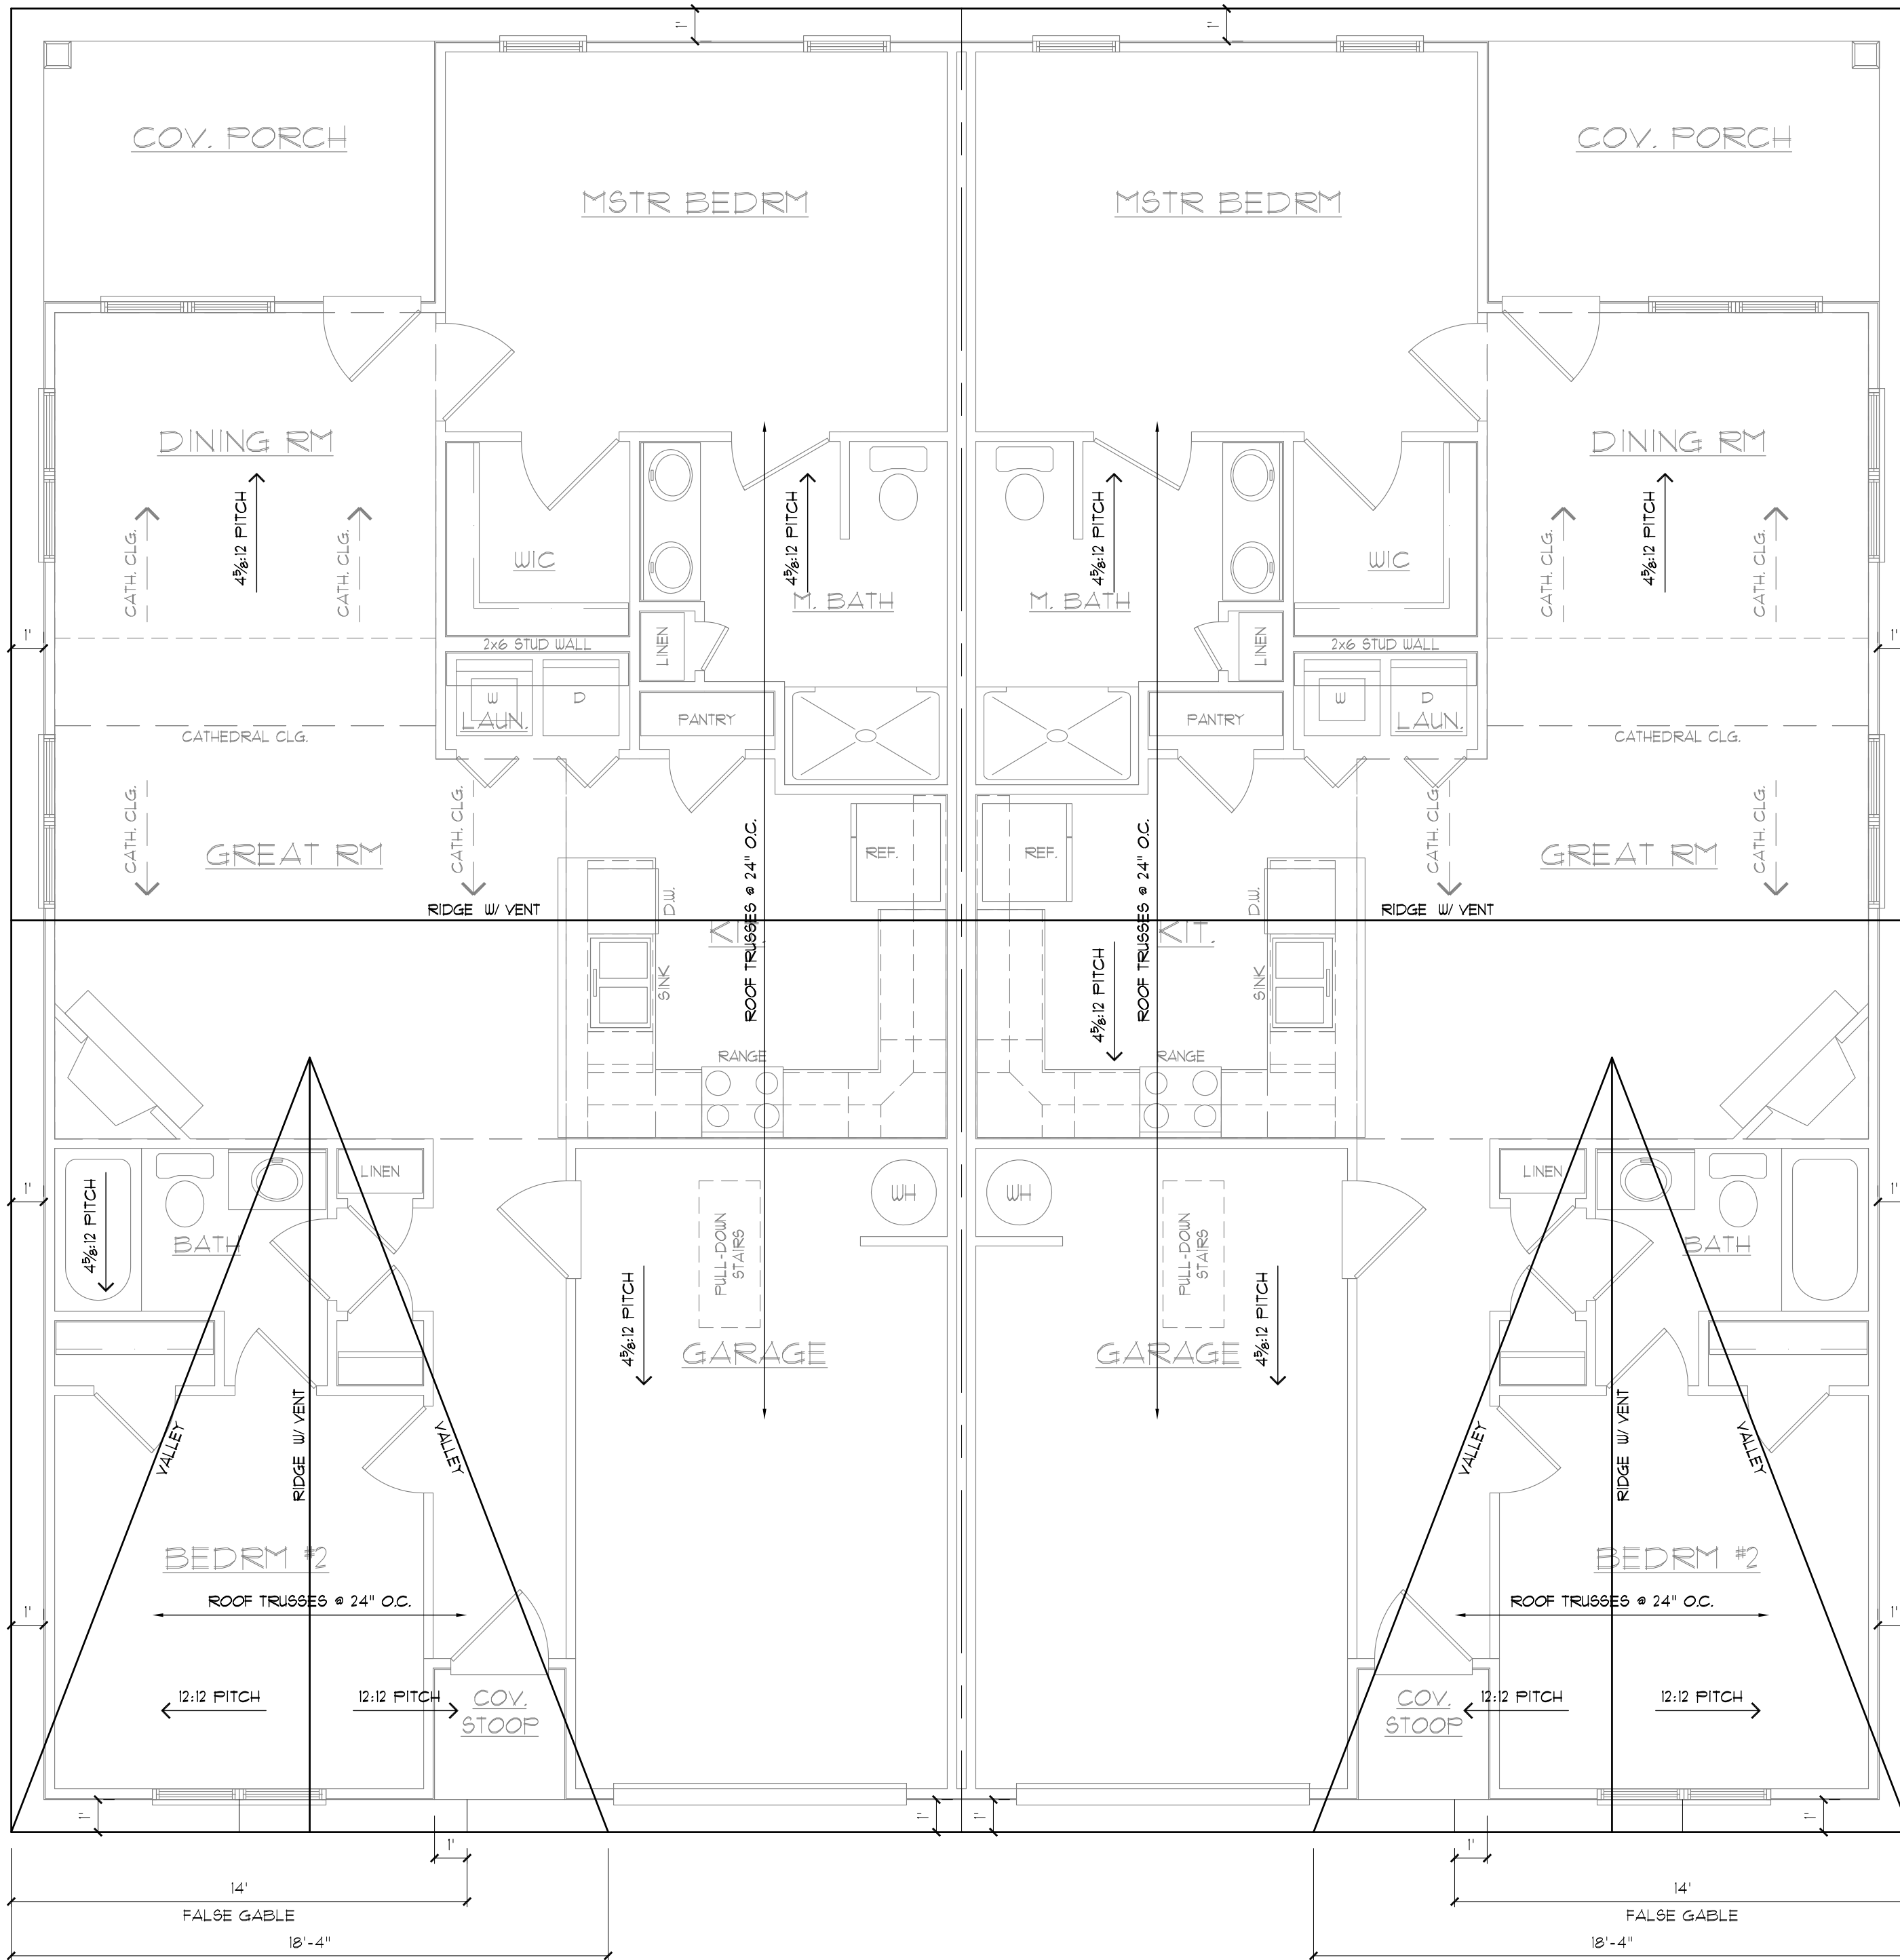 1'
1'
COV. PORCH
COV. PORCH
MSTR BEDRM
MSTR BEDRM
DINING RM
DINING RM
CATH. CLG.
4⅝:12 PITCH
CATH. CLG.
WIC
4⅝:12 PITCH
M. BATH
4⅝:12 PITCH
M. BATH
WIC
CATH. CLG.
4⅝:12 PITCH
CATH. CLG.
1'
2x6 STUD WALL
LINEN
LINEN
2x6 STUD WALL
1'
W
D
LAUN.
PANTRY
PANTRY
W
D
LAUN.
CATHEDRAL CLG.
CATHEDRAL CLG.
CATH. CLG.
GREAT RM
CATH. CLG.
ROOF TRUSSES @ 24" O.C.
REF.
REF.
ROOF TRUSSES @ 24" O.C.
CATH. CLG.
GREAT RM
CATH. CLG.
RIDGE W/ VENT
D.W.
D.W.
RIDGE W/ VENT
KIT.
KIT.
SINK
4⅝:12 PITCH
SINK
RANGE
RANGE
1'
4⅝:12 PITCH
BATH
LINEN
WH
WH
LINEN
BATH
1'
PULL-DOWN
STAIRS
PULL-DOWN
STAIRS
4⅝:12 PITCH
GARAGE
GARAGE
4⅝:12 PITCH
VALLEY
RIDGE W/ VENT
VALLEY
VALLEY
RIDGE W/ VENT
VALLEY
BEDRM #2
BEDRM #2
1'
ROOF TRUSSES @ 24" O.C.
ROOF TRUSSES @ 24" O.C.
1'
12:12 PITCH
12:12 PITCH
COV.
STOOP
COV.
STOOP
12:12 PITCH
12:12 PITCH
1'
1'
1'
1'
1'
1'
14'
FALSE GABLE
14'
FALSE GABLE
18'-4"
18'-4"